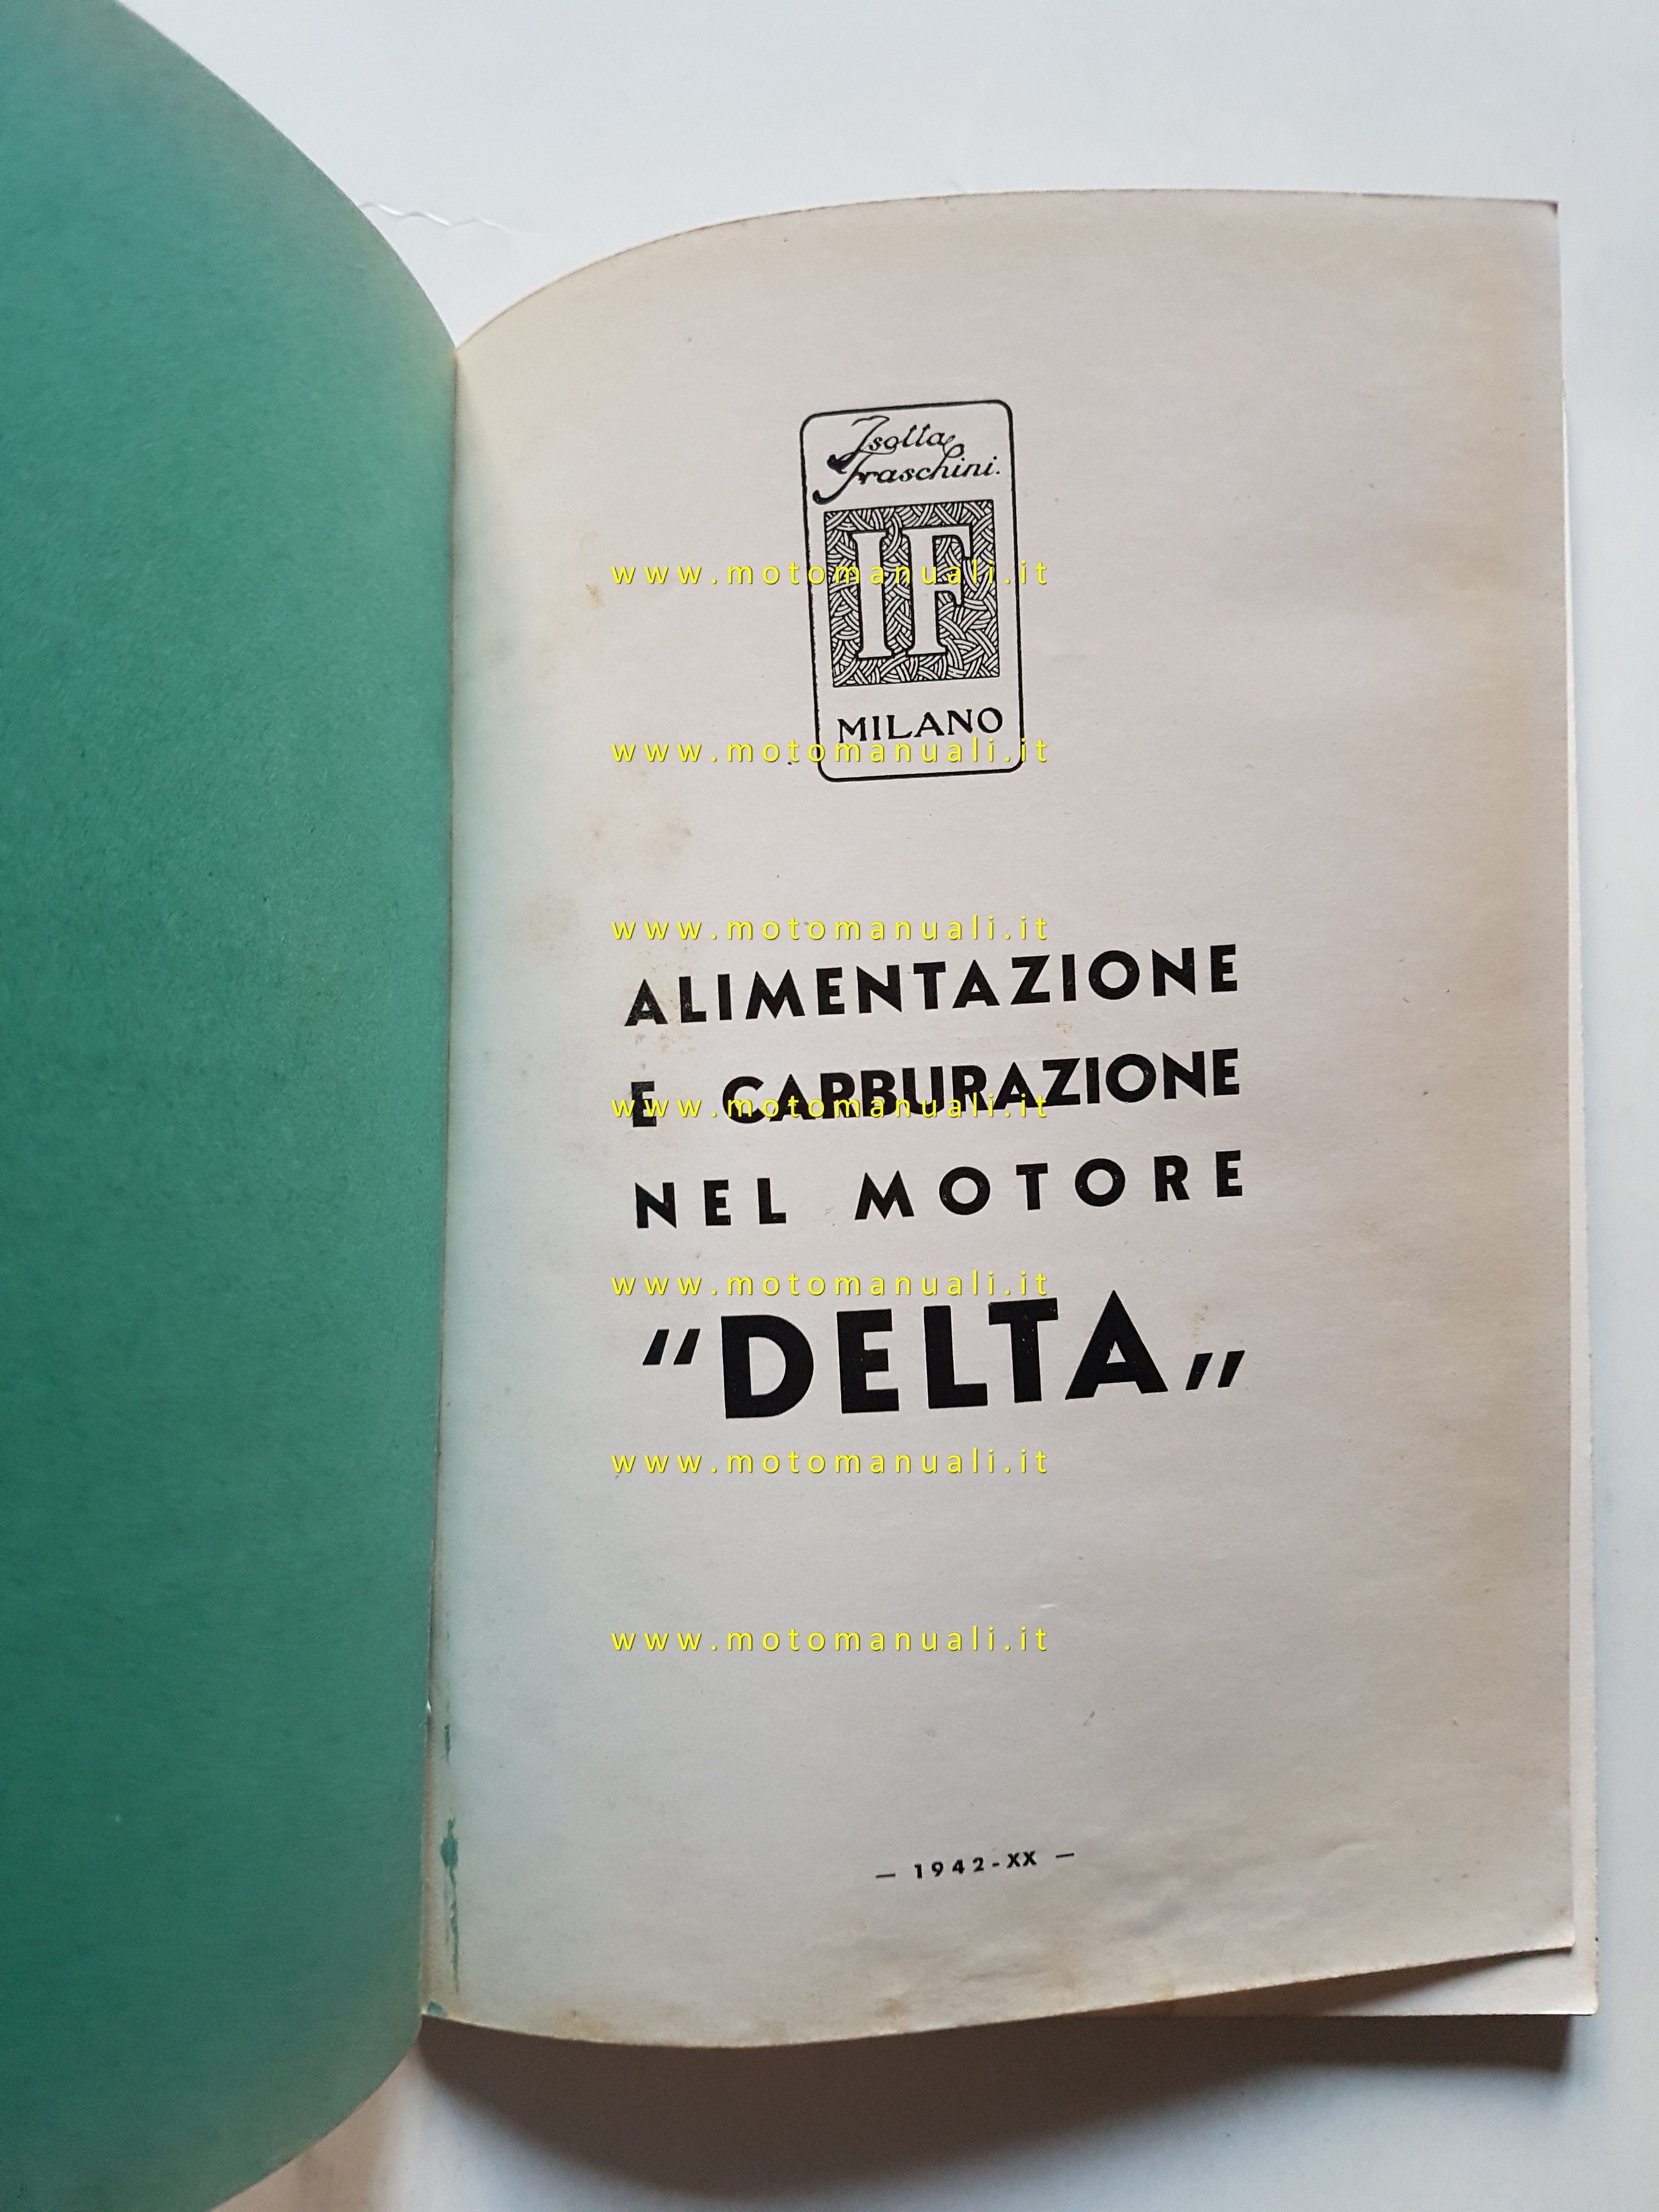 Isotta
Fraschini.
IF
www.motomanuali.it
MILANO
www.motomanuali.it
www.motomanuali.it
ALIMENTAZIONE
E CARBURAZIONE
www.motomanuali.it
NEL MOTORE
www.motomanuali.it
“DELTA„
www.motomanuali.it
www.motomanuali.it
— 1942-XX —